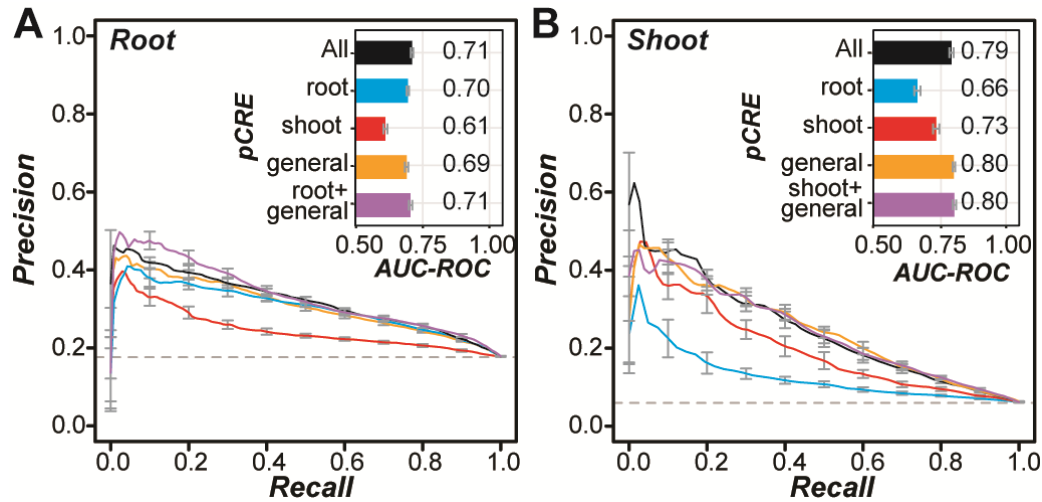 A
Root
Precision
1.0
0.8
0.6
0.4
0.2
0.0
0.0 0.2 0.4 0.6 0.8 1.0
Recall
pCRE
All 0.71
root 0.70
shoot 0.61
general 0.69
root+
general 0.71
0.50 0.75 1.00
AUC-ROC
B
Shoot
Precision
1.0
0.8
0.6
0.4
0.2
0.0
0.0 0.2 0.4 0.6 0.8 1.0
Recall
pCRE
All 0.79
root 0.66
shoot 0.73
general 0.80
shoot+
general 0.80
0.50 0.75 1.00
AUC-ROC